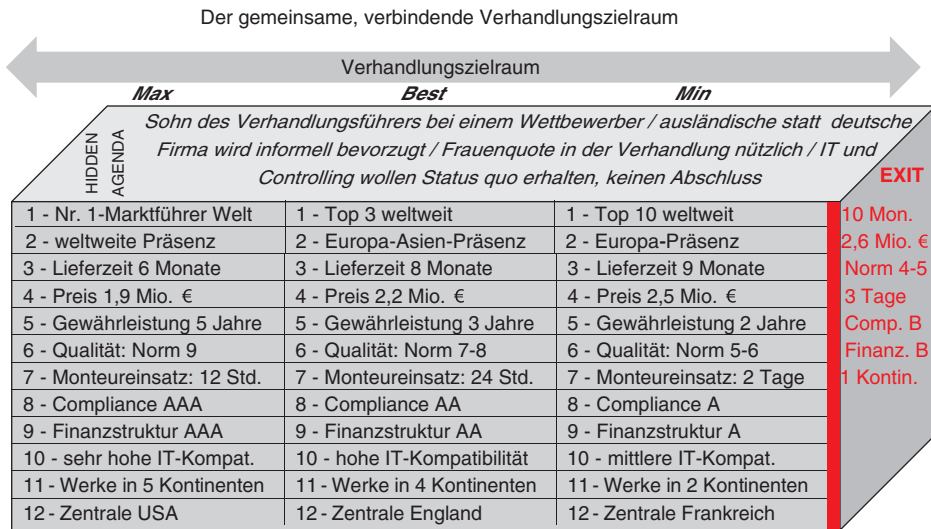 Der gemeinsame, verbindende Verhandlungszielraum
Verhandlungszielraum
Max Best Min
HIDDEN
AGENDA
Sohn des Verhandlungsführers bei einem Wettbewerber / ausländische statt deutsche
Firma wird informell bevorzugt / Frauenquote in der Verhandlung nützlich / IT und
Controlling wollen Status quo erhalten, keinen Abschluss
EXIT
1 - Nr. 1-Marktführer Welt 1 - Top 3 weltweit 1 - Top 10 weltweit 10 Mon.
2 - weltweite Präsenz 2 - Europa-Asien-Präsenz 2 - Europa-Präsenz 2,6 Mio. €
3 - Lieferzeit 6 Monate 3 - Lieferzeit 8 Monate 3 - Lieferzeit 9 Monate Norm 4-5
4 - Preis 1,9 Mio. € 4 - Preis 2,2 Mio. € 4 - Preis 2,5 Mio. € 3 Tage
5 - Gewährleistung 5 Jahre 5 - Gewährleistung 3 Jahre 5 - Gewährleistung 2 Jahre Comp. B
6 - Qualität: Norm 9 6 - Qualität: Norm 7-8 6 - Qualität: Norm 5-6 Finanz. B
7 - Monteureinsatz: 12 Std. 7 - Monteureinsatz: 24 Std. 7 - Monteureinsatz: 2 Tage 1 Kontin.
8 - Compliance AAA 8 - Compliance AA 8 - Compliance A
9 - Finanzstruktur AAA 9 - Finanzstruktur AA 9 - Finanzstruktur A
10 - sehr hohe IT-Kompat. 10 - hohe IT-Kompatibilität 10 - mittlere IT-Kompat.
11 - Werke in 5 Kontinenten 11 - Werke in 4 Kontinenten 11 - Werke in 2 Kontinenten
12 - Zentrale USA 12 - Zentrale England 12 - Zentrale Frankreich